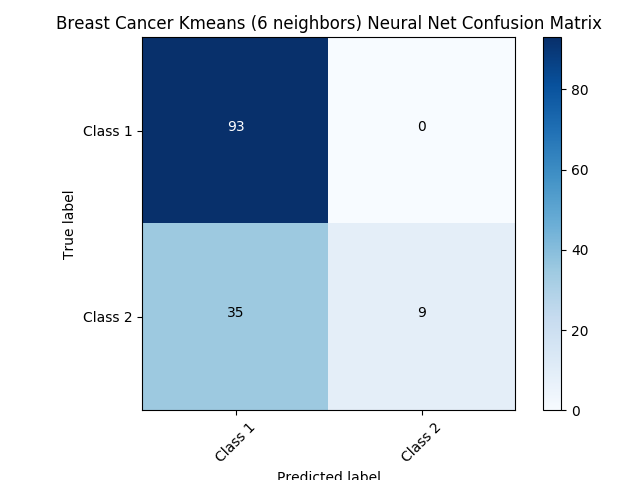 Breast Cancer Kmeans (6 neighbors) Neural Net Confusion Matrix
True label
Class 1
93
0
Class 2
35
9
Class 1
Class 2
Predicted label
80
60
40
20
0